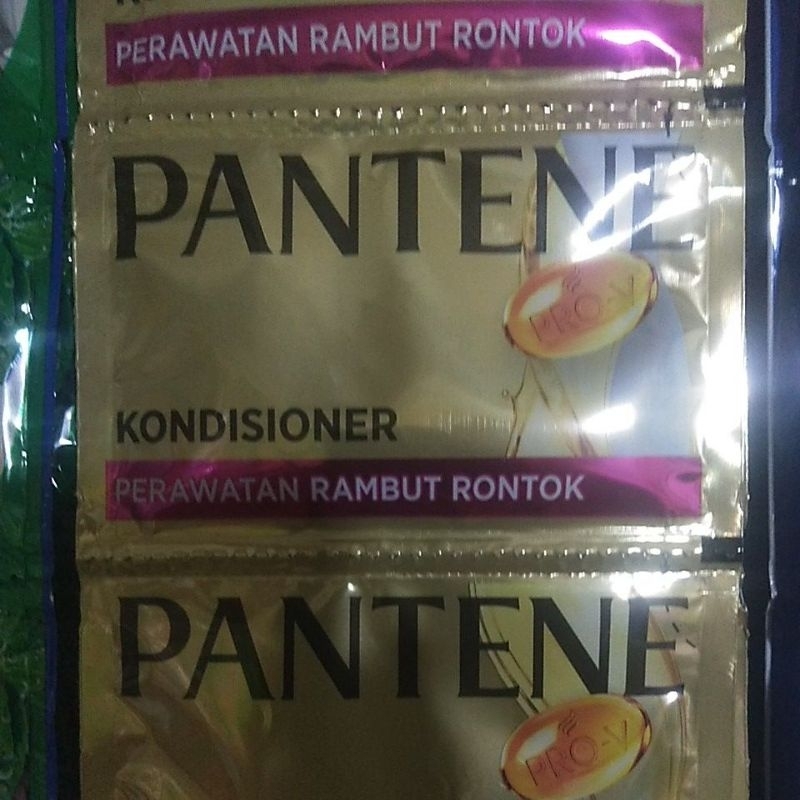 PERAWATAN RAMBUT RONTOK
PANTENE
PRO-V
KONDISIONER
PERAWATAN RAMBUT RONTOK
PANTENE
PRO-V